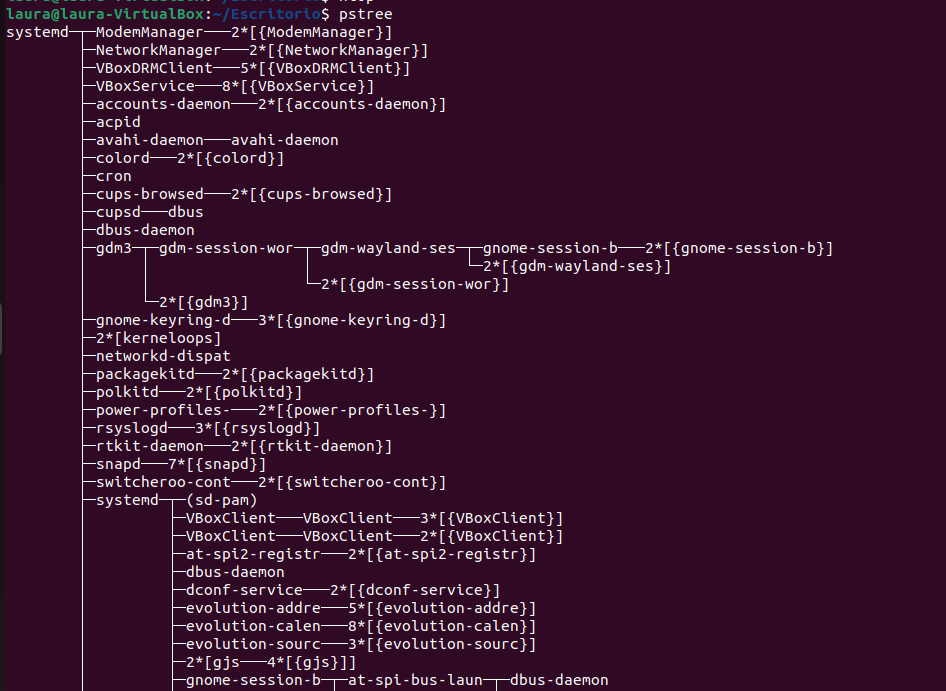 laura@laura-VirtualBox:~/Escritorio$ pstree
systemd─┬─ModemManager───2*[{ModemManager}]
        ├─NetworkManager───2*[{NetworkManager}]
        ├─VBoxDRMClient───5*[{VBoxDRMClient}]
        ├─VBoxService───8*[{VBoxService}]
        ├─accounts-daemon───2*[{accounts-daemon}]
        ├─acpid
        ├─avahi-daemon───avahi-daemon
        ├─colord───2*[{colord}]
        ├─cron
        ├─cups-browsed───2*[{cups-browsed}]
        ├─cupsd───dbus
        ├─dbus-daemon
        ├─gdm3─┬─gdm-session-wor─┬─gdm-wayland-ses─┬─gnome-session-b───2*[{gnome-session-b}]
        │      │                 │                 └─2*[{gdm-wayland-ses}]
        │      │                 └─2*[{gdm-session-wor}]
        │      └─2*[{gdm3}]
        ├─gnome-keyring-d───3*[{gnome-keyring-d}]
        ├─2*[kerneloops]
        ├─networkd-dispat
        ├─packagekitd───2*[{packagekitd}]
        ├─polkitd───2*[{polkitd}]
        ├─power-profiles-───2*[{power-profiles-}]
        ├─rsyslogd───3*[{rsyslogd}]
        ├─rtkit-daemon───2*[{rtkit-daemon}]
        ├─snapd───7*[{snapd}]
        ├─switcheroo-cont───2*[{switcheroo-cont}]
        ├─systemd─┬─(sd-pam)
        │         ├─VBoxClient───VBoxClient───3*[{VBoxClient}]
        │         ├─VBoxClient───VBoxClient───2*[{VBoxClient}]
        │         ├─at-spi2-registr───2*[{at-spi2-registr}]
        │         ├─dbus-daemon
        │         ├─dconf-service───2*[{dconf-service}]
        │         ├─evolution-addre───5*[{evolution-addre}]
        │         ├─evolution-calen───8*[{evolution-calen}]
        │         ├─evolution-sourc───3*[{evolution-sourc}]
        │         ├─2*[gjs───4*[{gjs}]]
        │         ├─gnome-session-b─┬─at-spi-bus-laun─┬─dbus-daemon